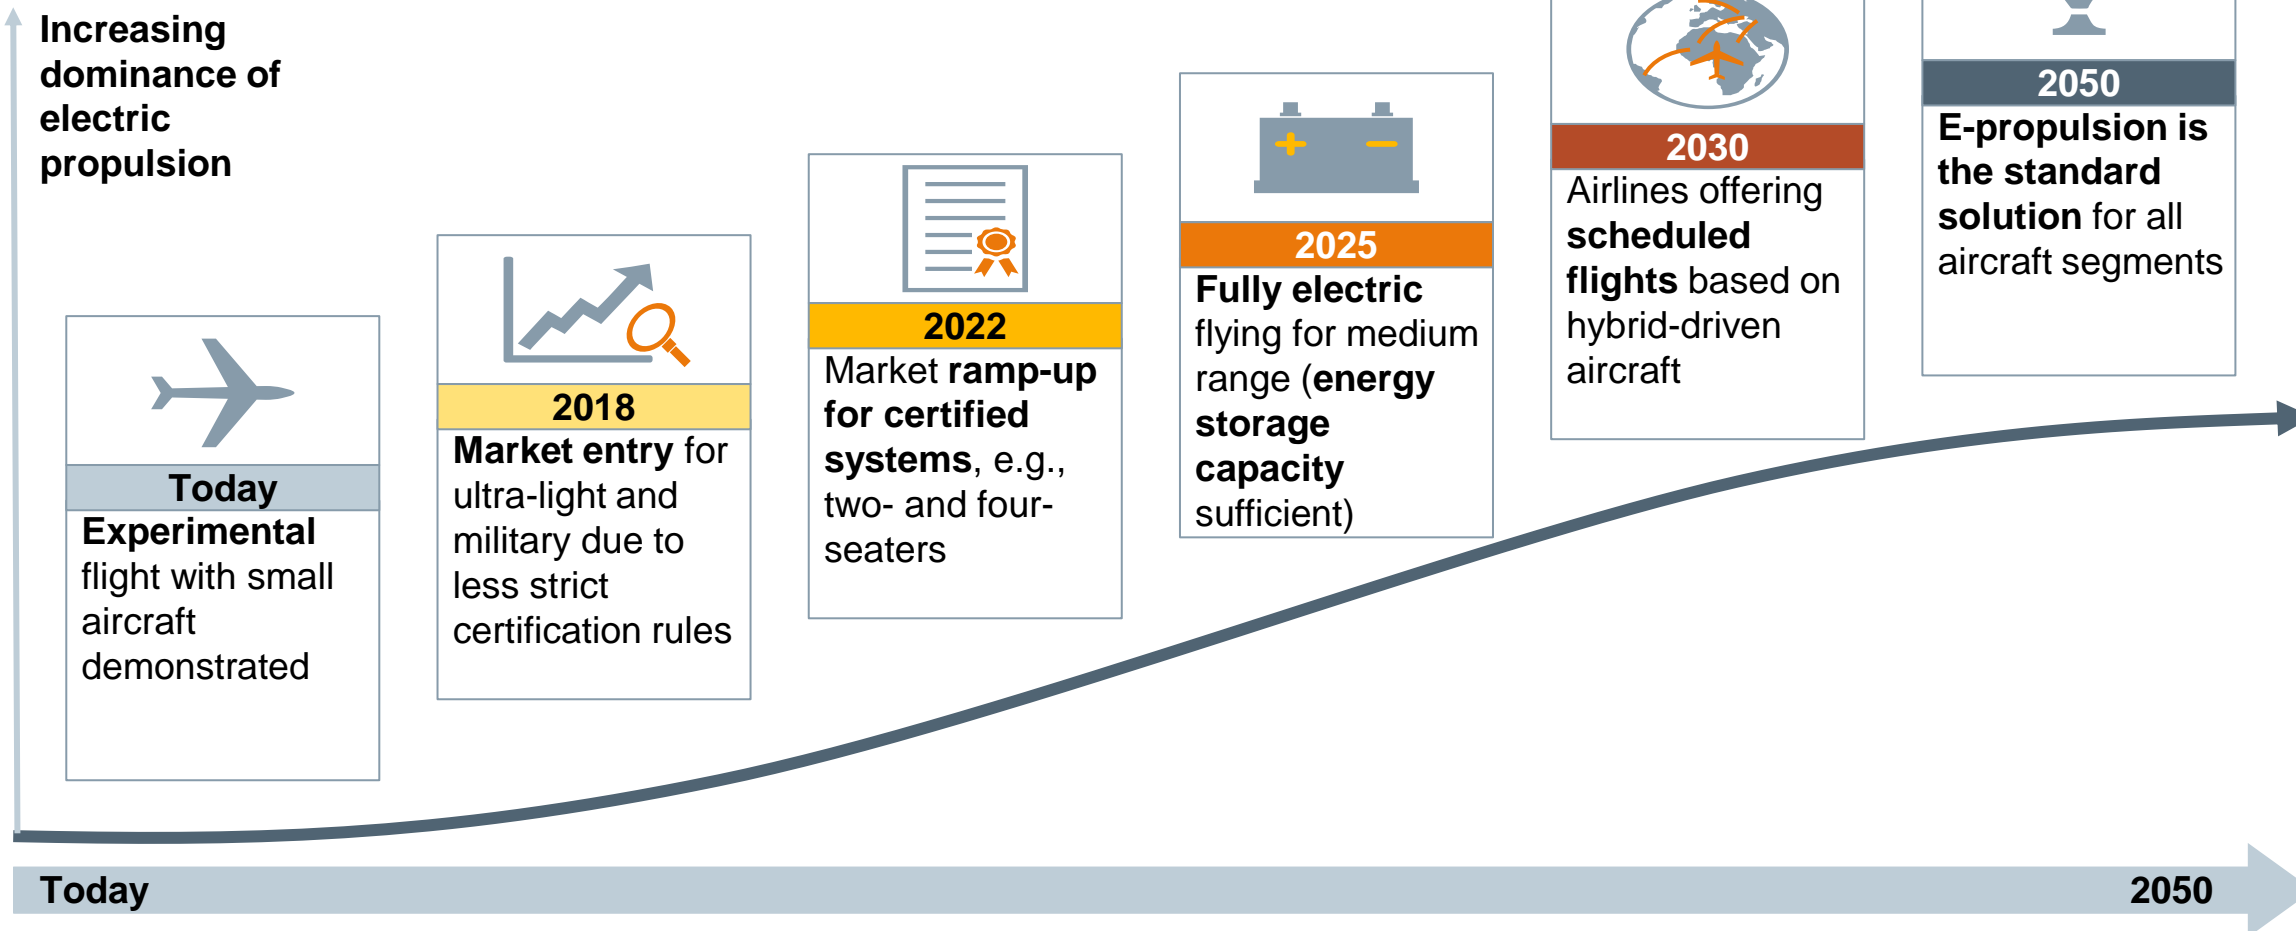 Increasing
dominance of
electric
propulsion
Today
Experimental
flight with small
aircraft
demonstrated
2018
Market entry for
ultra-light and
military due to
less strict
certification rules
2022
Market ramp-up
for certified
systems, e.g.,
two- and four-
seaters
2025
Fully electric
flying for medium
range (energy
storage
capacity
sufficient)
2030
Airlines offering
scheduled
flights based on
hybrid-driven
aircraft
2050
E-propulsion is
the standard
solution for all
aircraft segments
Today
2050